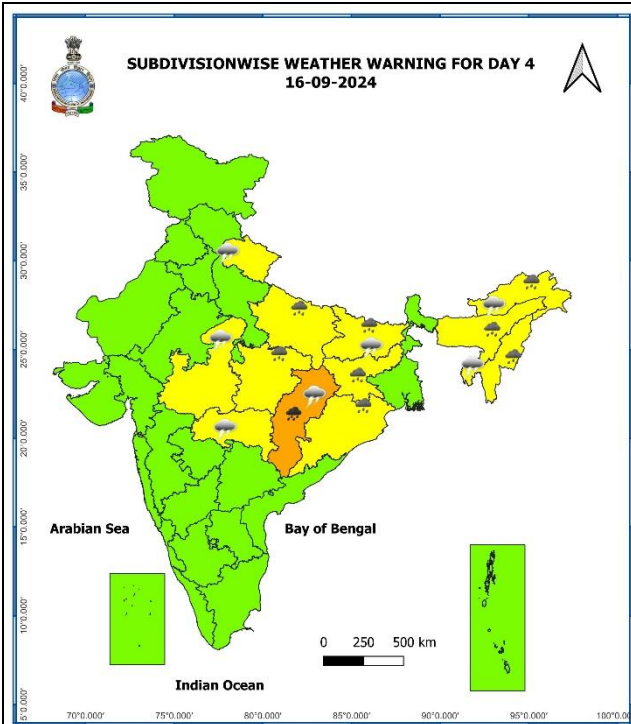 SUBDIVISIONWISE WEATHER WARNING FOR DAY 4
16-09-2024
40°0.000'
35°0.000'
30°0.000'
25°0.000'
20°0.000'
15°0.000'
10°0.000'
5°0.000'
Arabian Sea
Bay of Bengal
0 250 500 km
Indian Ocean
70°0.000' 75°0.000' 80°0.000' 85°0.000' 90°0.000' 95°0.000' 100°0.0